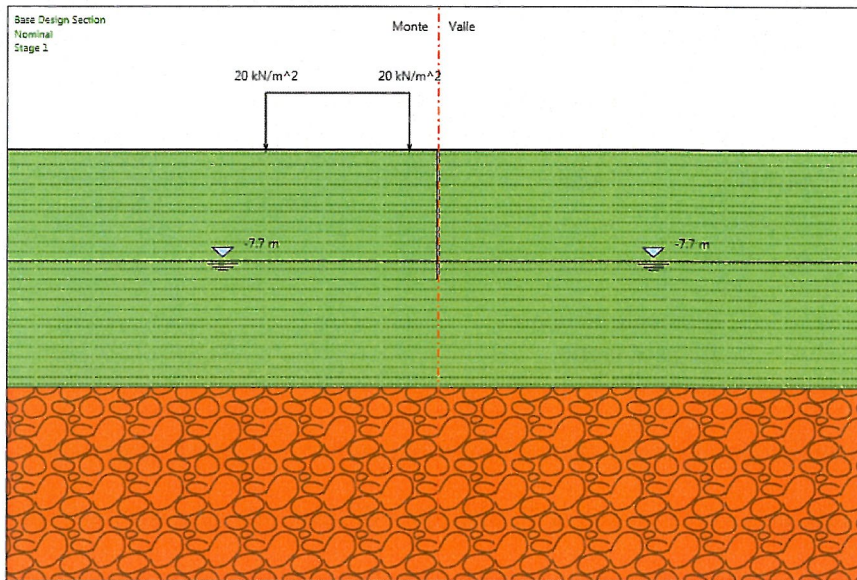 Base Design Section
Nominal
Stage 1
Monte
Valle
20 kN/m^2
20 kN/m^2
-7.7 m
-7.7 m